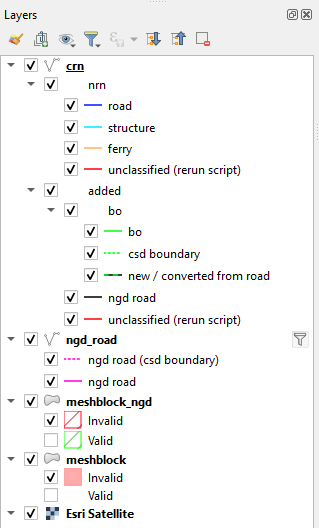 Layers
crn
nrn
road
structure
ferry
unclassified (rerun script)
added
bo
bo
csd boundary
new / converted from road
ngd road
unclassified (rerun script)
ngd_road
ngd road (csd boundary)
ngd road
meshblock_ngd
Invalid
Valid
meshblock
Invalid
Valid
Esri Satellite